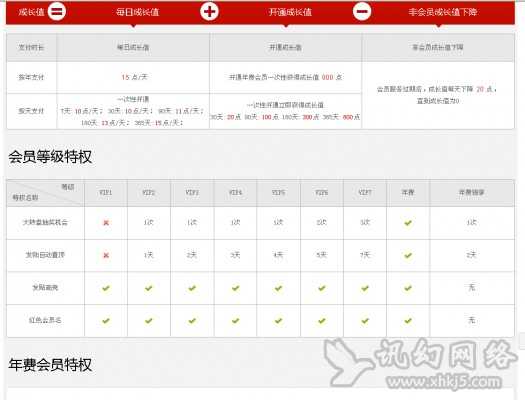 成长值 = 每日成长值 + 开通成长值 − 非会员成长值下降
支付时长 每日成长值 开通成长值 非会员成长值下降
按年支付 15 点/天 开通年费会员一次性获得成长值 600 点
会员服务过期后,成长值每天下降 20 点,
直到成长值为0
按天支付 一次性开通
7天: 10点/天; 30天: 10点/天; 90天: 11点/天;
180天: 13点/天; 365天: 15点/天;
一次性开通立即获得成长值
30天 20点 90天: 100点 180天: 200点 365天: 600点
会员等级特权
等级
特权名称 VIP1 VIP2 VIP3 VIP4 VIP5 VIP6 VIP7 年费 年费独享
大转盘抽奖机会 1次 1次 1次 1次 2次 3次 1次
发贴自动置顶 1天 2天 3天 4天 5天 7天 2天
发贴高亮 无
红色会员名 无
年费会员特权
讯幻网络
www.xhkj5.com